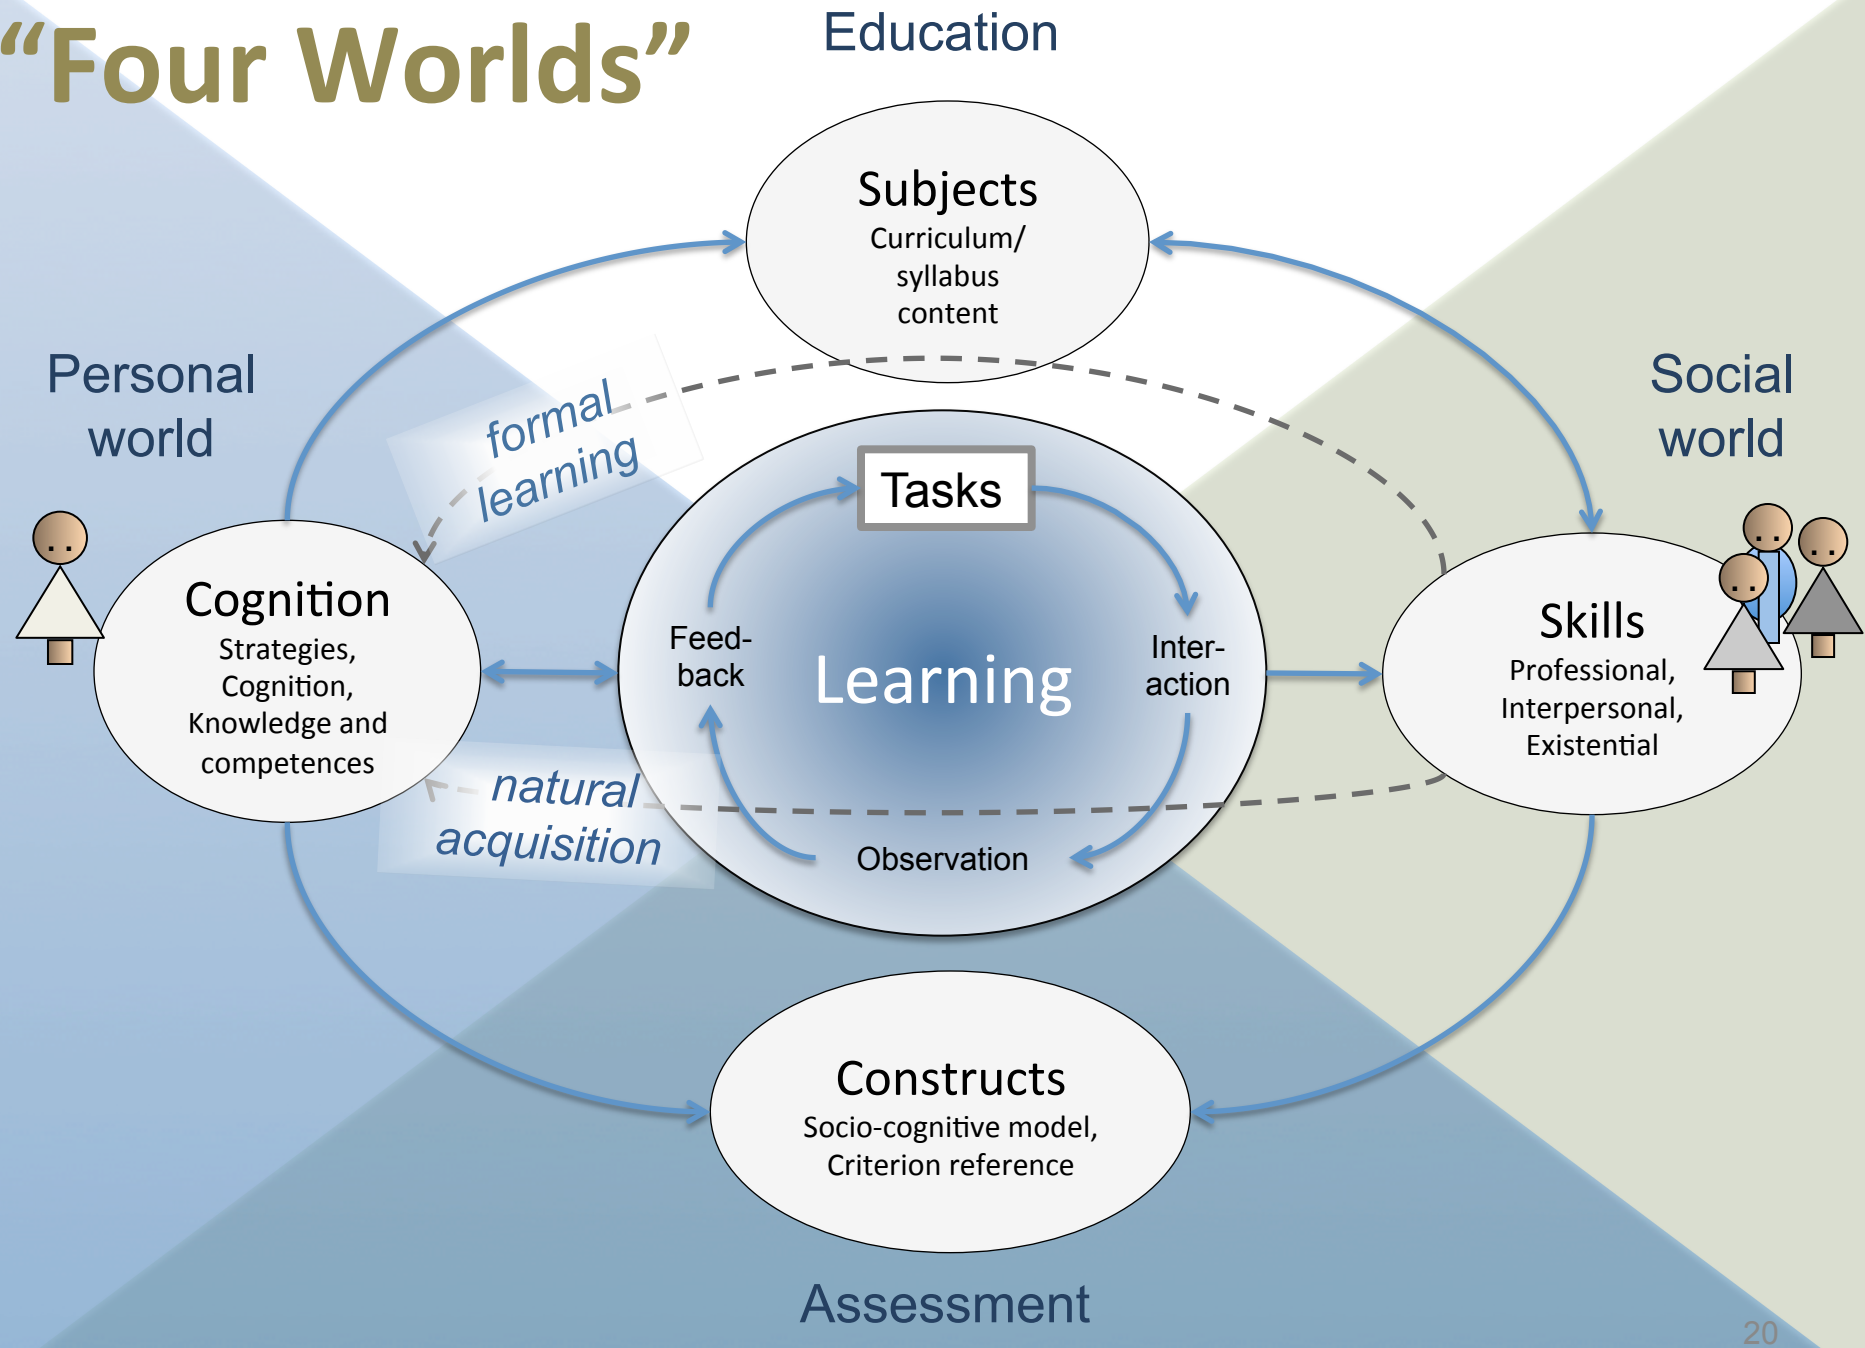 “Four Worlds”
Education
Subjects
Curriculum/
syllabus
content
Personal
world
Social
world
formal
learning
Tasks
Cognition
Strategies,
Cognition,
Knowledge and
competences
Feed-
back
Learning
Inter-
action
Skills
Professional,
Interpersonal,
Existential
natural
acquisition
Observation
Constructs
Socio-cognitive model,
Criterion reference
Assessment
20